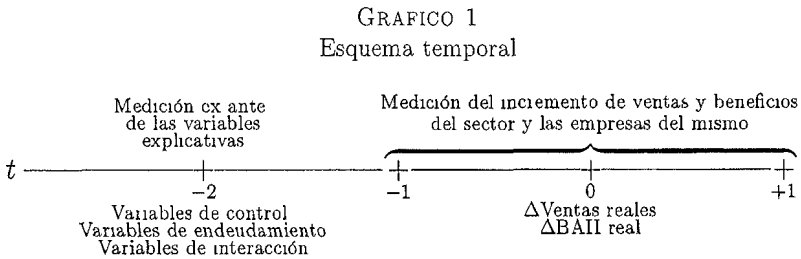 GRAFICO 1
Esquema temporal
Medición ex ante
de las variables
explicativas
Medición del incremento de ventas y beneficios
del sector y las empresas del mismo
t
−2
−1
0
+1
Variables de control
Variables de endeudamiento
Variables de interacción
ΔVentas reales
ΔBAII real